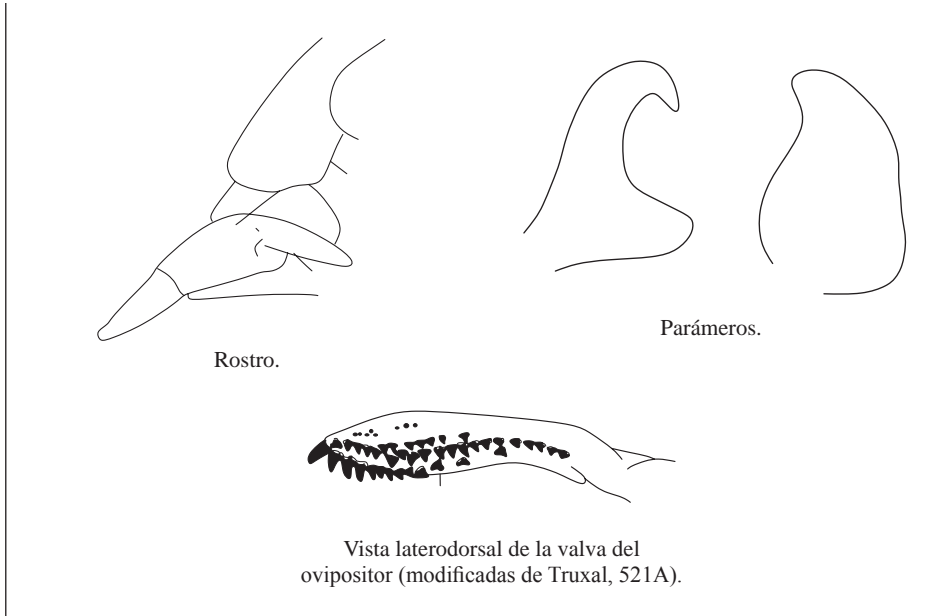 Parámeros.
Rostro.
Vista laterodorsal de la valva del
ovipositor (modificadas de Truxal, 521A).